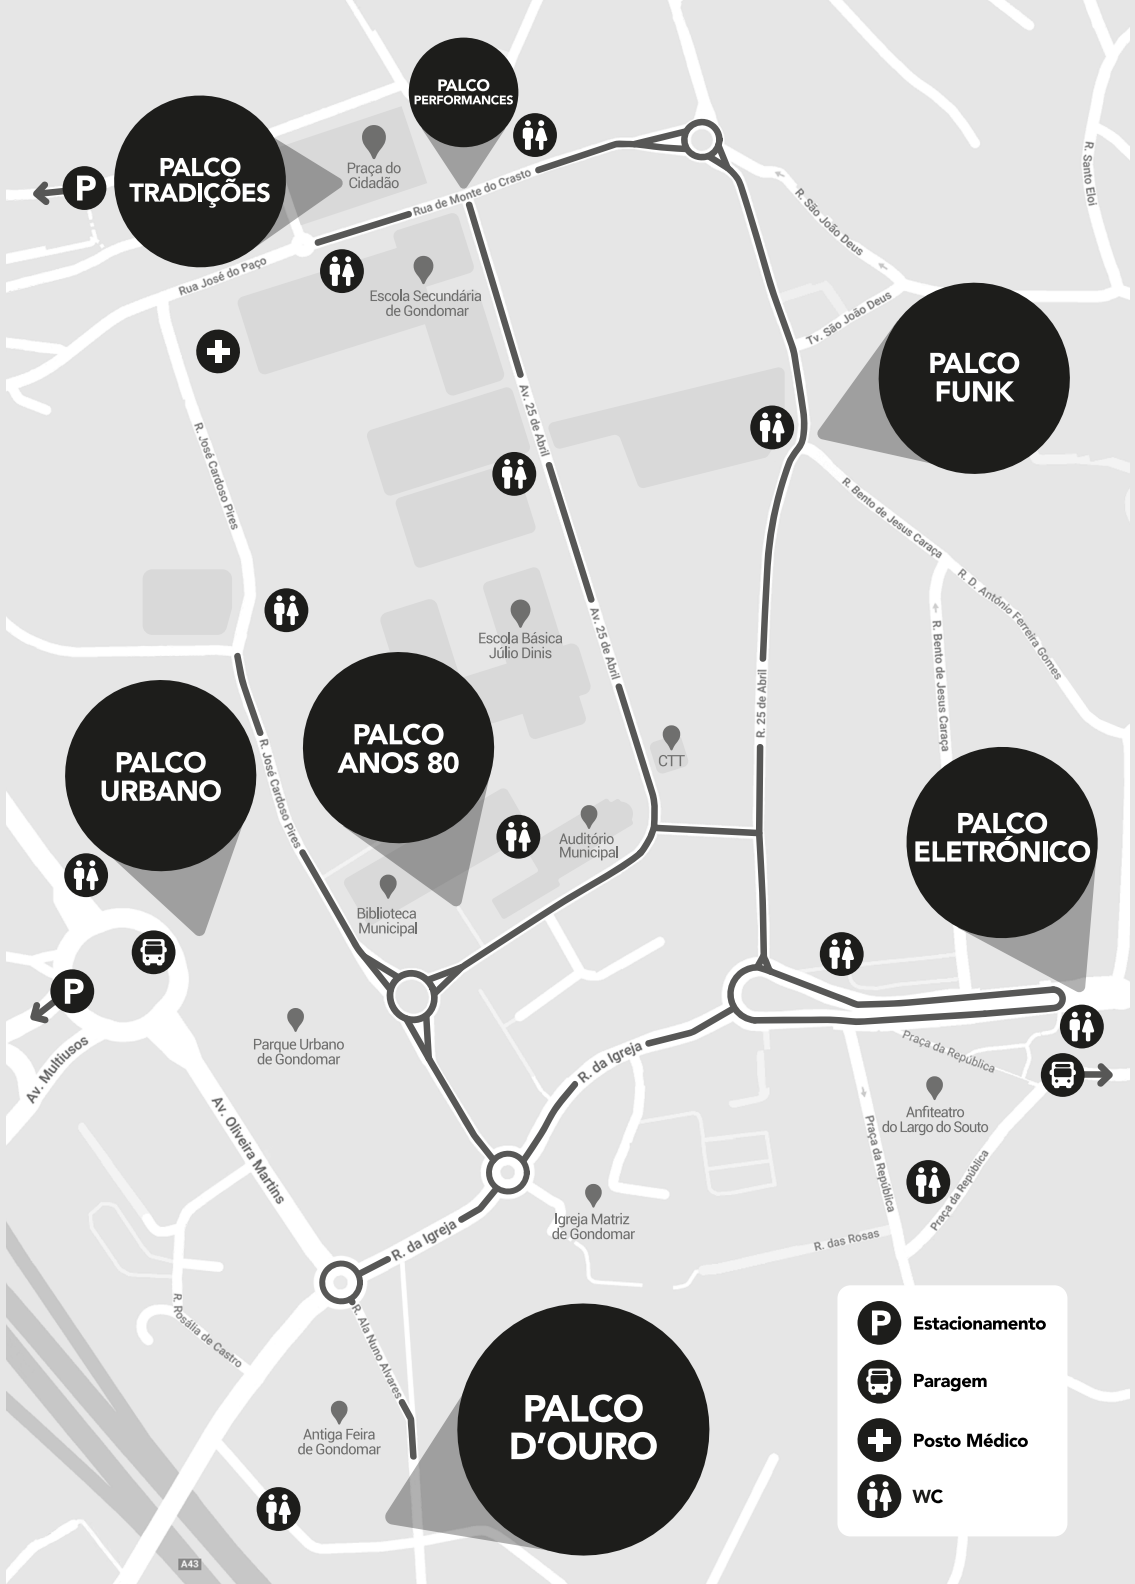 PALCO
PERFORMANCES
PALCO
TRADIÇÕES
Praça do
Cidadão
P
Rua de Monte do Crasto
R. Santo Eloi
R. São João Deus
Rua José do Paço
Escola Secundária
de Gondomar
Tv. São João Deus
PALCO
FUNK
Av. 25 de Abril
R. José Cardoso Pires
R. Bento de Jesus Caraça
R. D. António Ferreira Gomes
Escola Básica
Júlio Dinis
Av. 25 de Abril
R. Bento de Jesus Caraça
R. 25 de Abril
PALCO
URBANO
PALCO
ANOS 80
R. José Cardoso Pires
CTT
Auditório
Municipal
PALCO
ELETRÓNICO
Biblioteca
Municipal
P
Parque Urbano
de Gondomar
Av. Multiusos
R. da Igreja
Praça da República
Anfiteatro
do Largo do Souto
Av. Oliveira Martins
Praça da República
Praça da República
Igreja Matriz
de Gondomar
R. da Igreja
R. das Rosas
R. Rosália de Castro
R. Ala Nuno Alvares
Antiga Feira
de Gondomar
PALCO
D'OURO
P Estacionamento
Paragem
Posto Médico
WC
A43